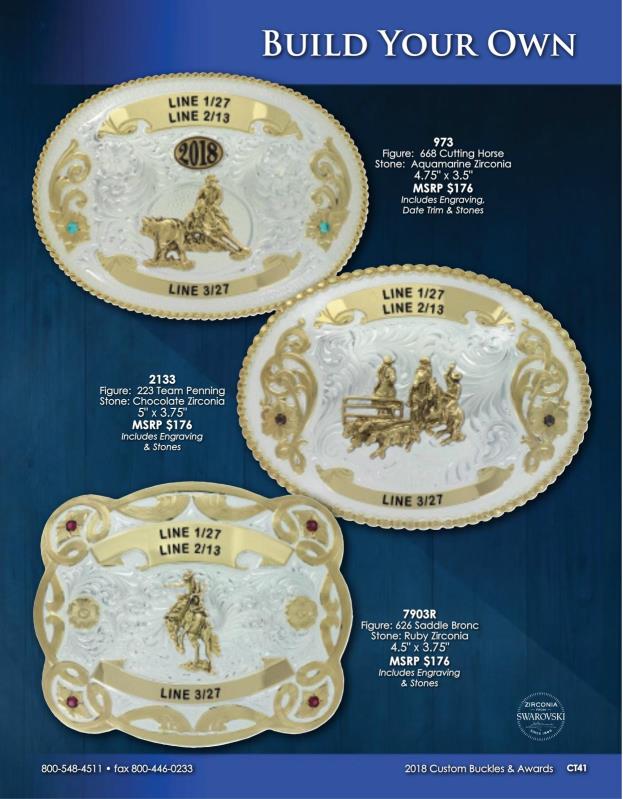 BUILD YOUR OWN
LINE 1/27
LINE 2/13
2018
LINE 3/27
973
Figure: 668 Cutting Horse
Stone: Aquamarine Zirconia
4.75" x 3.5"
MSRP $176
Includes Engraving,
Date Trim & Stones
LINE 1/27
LINE 2/13
LINE 3/27
2133
Figure: 223 Team Penning
Stone: Chocolate Zirconia
5" x 3.75"
MSRP $176
Includes Engraving
& Stones
LINE 1/27
LINE 2/13
LINE 3/27
7903R
Figure: 626 Saddle Bronc
Stone: Ruby Zirconia
4.5" x 3.75"
MSRP $176
Includes Engraving
& Stones
ZIRCONIA
FROM
SWAROVSKI
SINCE 1895
800-548-4511 • fax 800-446-0233
2018 Custom Buckles & Awards CT41